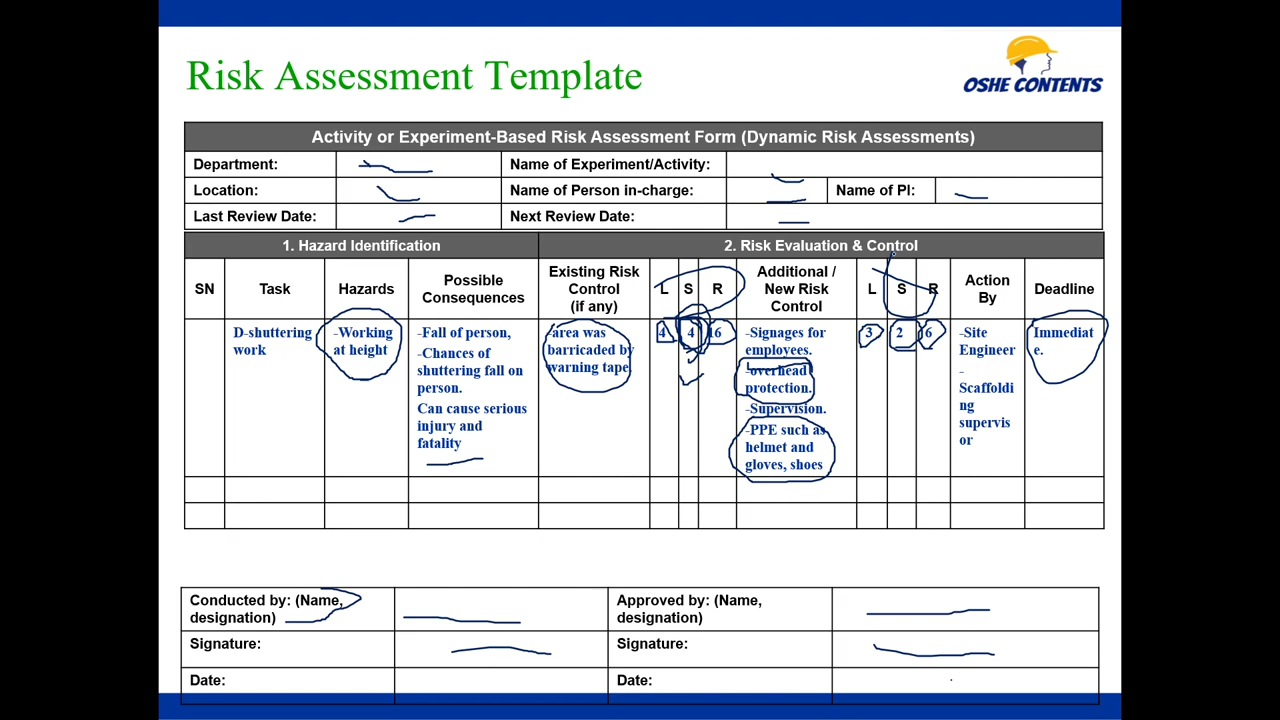 Risk Assessment Template
OSHE CONTENTS
Activity or Experiment-Based Risk Assessment Form (Dynamic Risk Assessments)
Department:
Name of Experiment/Activity:
Location:
Name of Person in-charge:
Name of PI:
Last Review Date:
Next Review Date:
1. Hazard Identification
2. Risk Evaluation & Control
SN
Task
Hazards
Possible
Consequences
Existing Risk
Control
(if any)
L
S
R
Additional /
New Risk
Control
L
S
R
Action
By
Deadline
D-shuttering
work
-Working
at height
-Fall of person,
-Chances of
shuttering fall on
person.
Can cause serious
injury and
fatality
-area was
barricaded by
warning tape.
4
4
16
-Signages for
employees.
-overhead
protection.
-Supervision.
-PPE such as
helmet and
gloves, shoes
3
2
6
-Site
Engineer
-
Scaffoldi
ng
supervis
or
Immediat
e.
Conducted by: (Name,
designation)
Approved by: (Name,
designation)
Signature:
Signature:
Date:
Date: